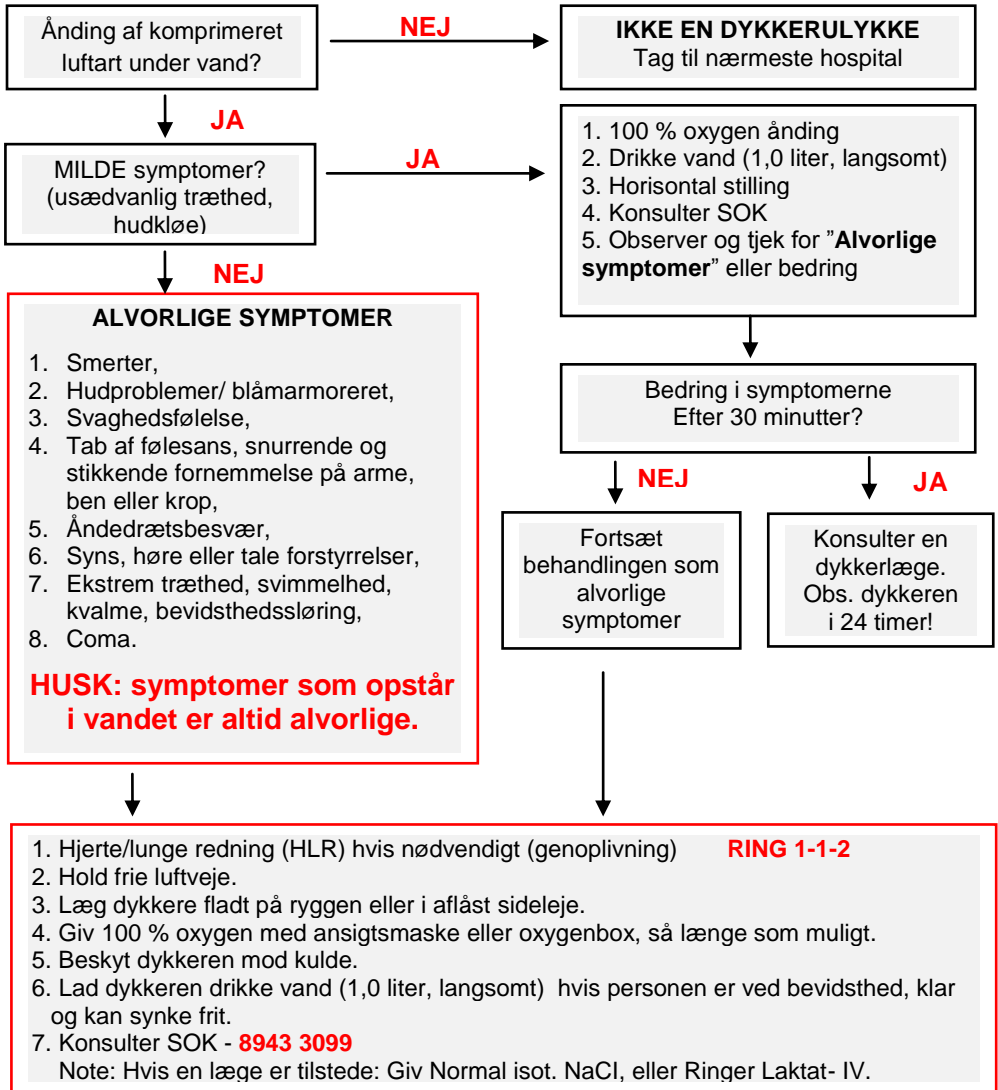 Ånding af komprimeret
luftart under vand?
NEJ
IKKE EN DYKKERULYKKE
Tag til nærmeste hospital
JA
MILDE symptomer?
(usædvanlig træthed,
hudkløe)
JA
1. 100 % oxygen ånding
2. Drikke vand (1,0 liter, langsomt)
3. Horisontal stilling
4. Konsulter SOK
5. Observer og tjek for ”Alvorlige
symptomer” eller bedring
NEJ
ALVORLIGE SYMPTOMER
1. Smerter,
2. Hudproblemer/ blåmarmoreret,
3. Svaghedsfølelse,
4. Tab af følesans, snurrende og
stikkende fornemmelse på arme,
ben eller krop,
5. Åndedrætsbesvær,
6. Syns, høre eller tale forstyrrelser,
7. Ekstrem træthed, svimmelhed,
kvalme, bevidsthedssløring,
8. Coma.
HUSK: symptomer som opstår
i vandet er altid alvorlige.
Bedring i symptomerne
Efter 30 minutter?
NEJ
JA
Fortsæt
behandlingen som
alvorlige
symptomer
Konsulter en
dykkerlæge.
Obs. dykkeren
i 24 timer!
1. Hjerte/lunge redning (HLR) hvis nødvendigt (genoplivning) RING 1-1-2
2. Hold frie luftveje.
3. Læg dykkere fladt på ryggen eller i aflåst sideleje.
4. Giv 100 % oxygen med ansigtsmaske eller oxygenbox, så længe som muligt.
5. Beskyt dykkeren mod kulde.
6. Lad dykkeren drikke vand (1,0 liter, langsomt) hvis personen er ved bevidsthed, klar
og kan synke frit.
7. Konsulter SOK - 8943 3099
Note: Hvis en læge er tilstede: Giv Normal isot. NaCI, eller Ringer Laktat- IV.